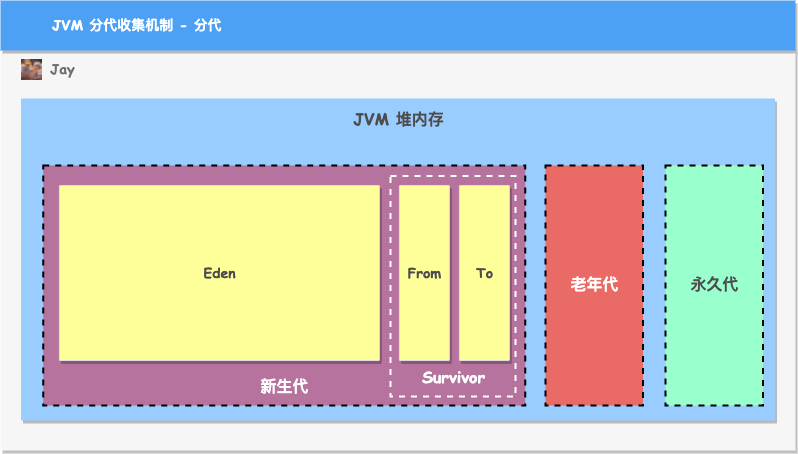 JVM 分代收集机制 - 分代
Jay
JVM 堆内存
Eden
From
To
老年代
永久代
Survivor
新生代